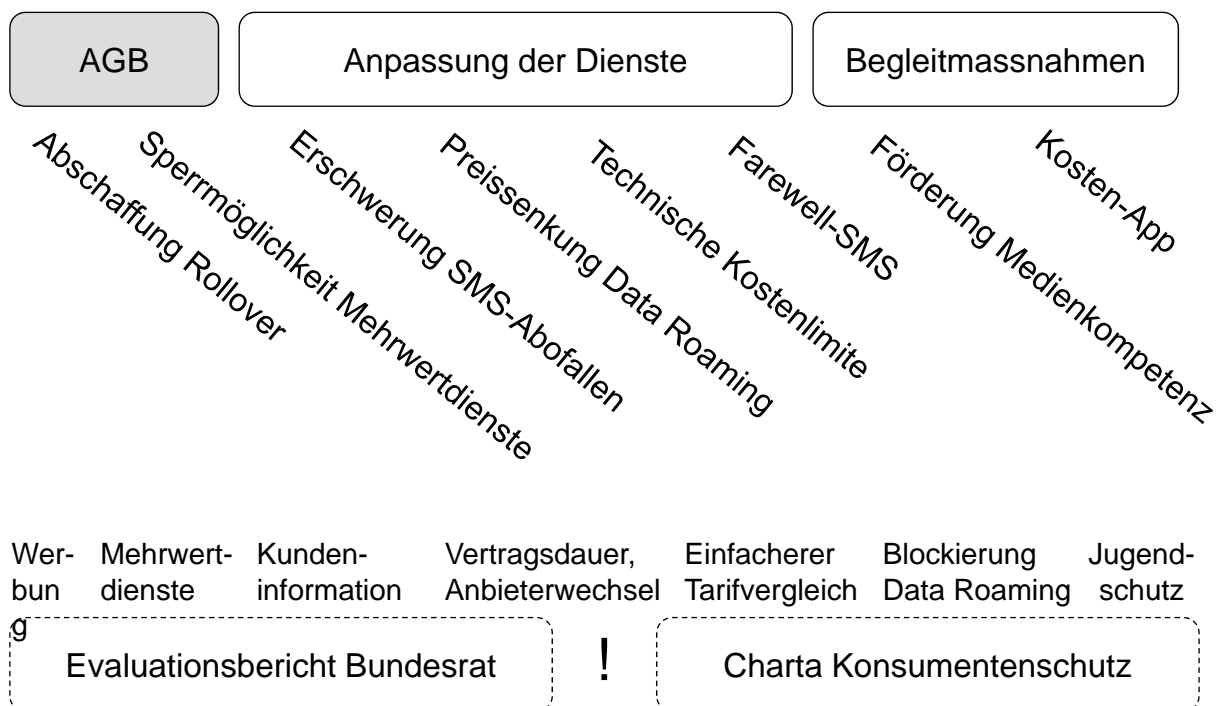 AGB
Anpassung der Dienste
Begleitmassnahmen
Abschaffung Rollover
Sperrmöglichkeit Mehrwertdienste
Erschwerung SMS-Abofallen
Preissenkung Data Roaming
Technische Kostenlimite
Farewell-SMS
Förderung Medienkompetenz
Kosten-App
Wer-
bun
g
Mehrwert-
dienste
Kunden-
information
Vertragsdauer,
Anbieterwechsel
Einfacherer
Tarifvergleich
Blockierung
Data Roaming
Jugend-
schutz
Evaluationsbericht Bundesrat
!
Charta Konsumentenschutz